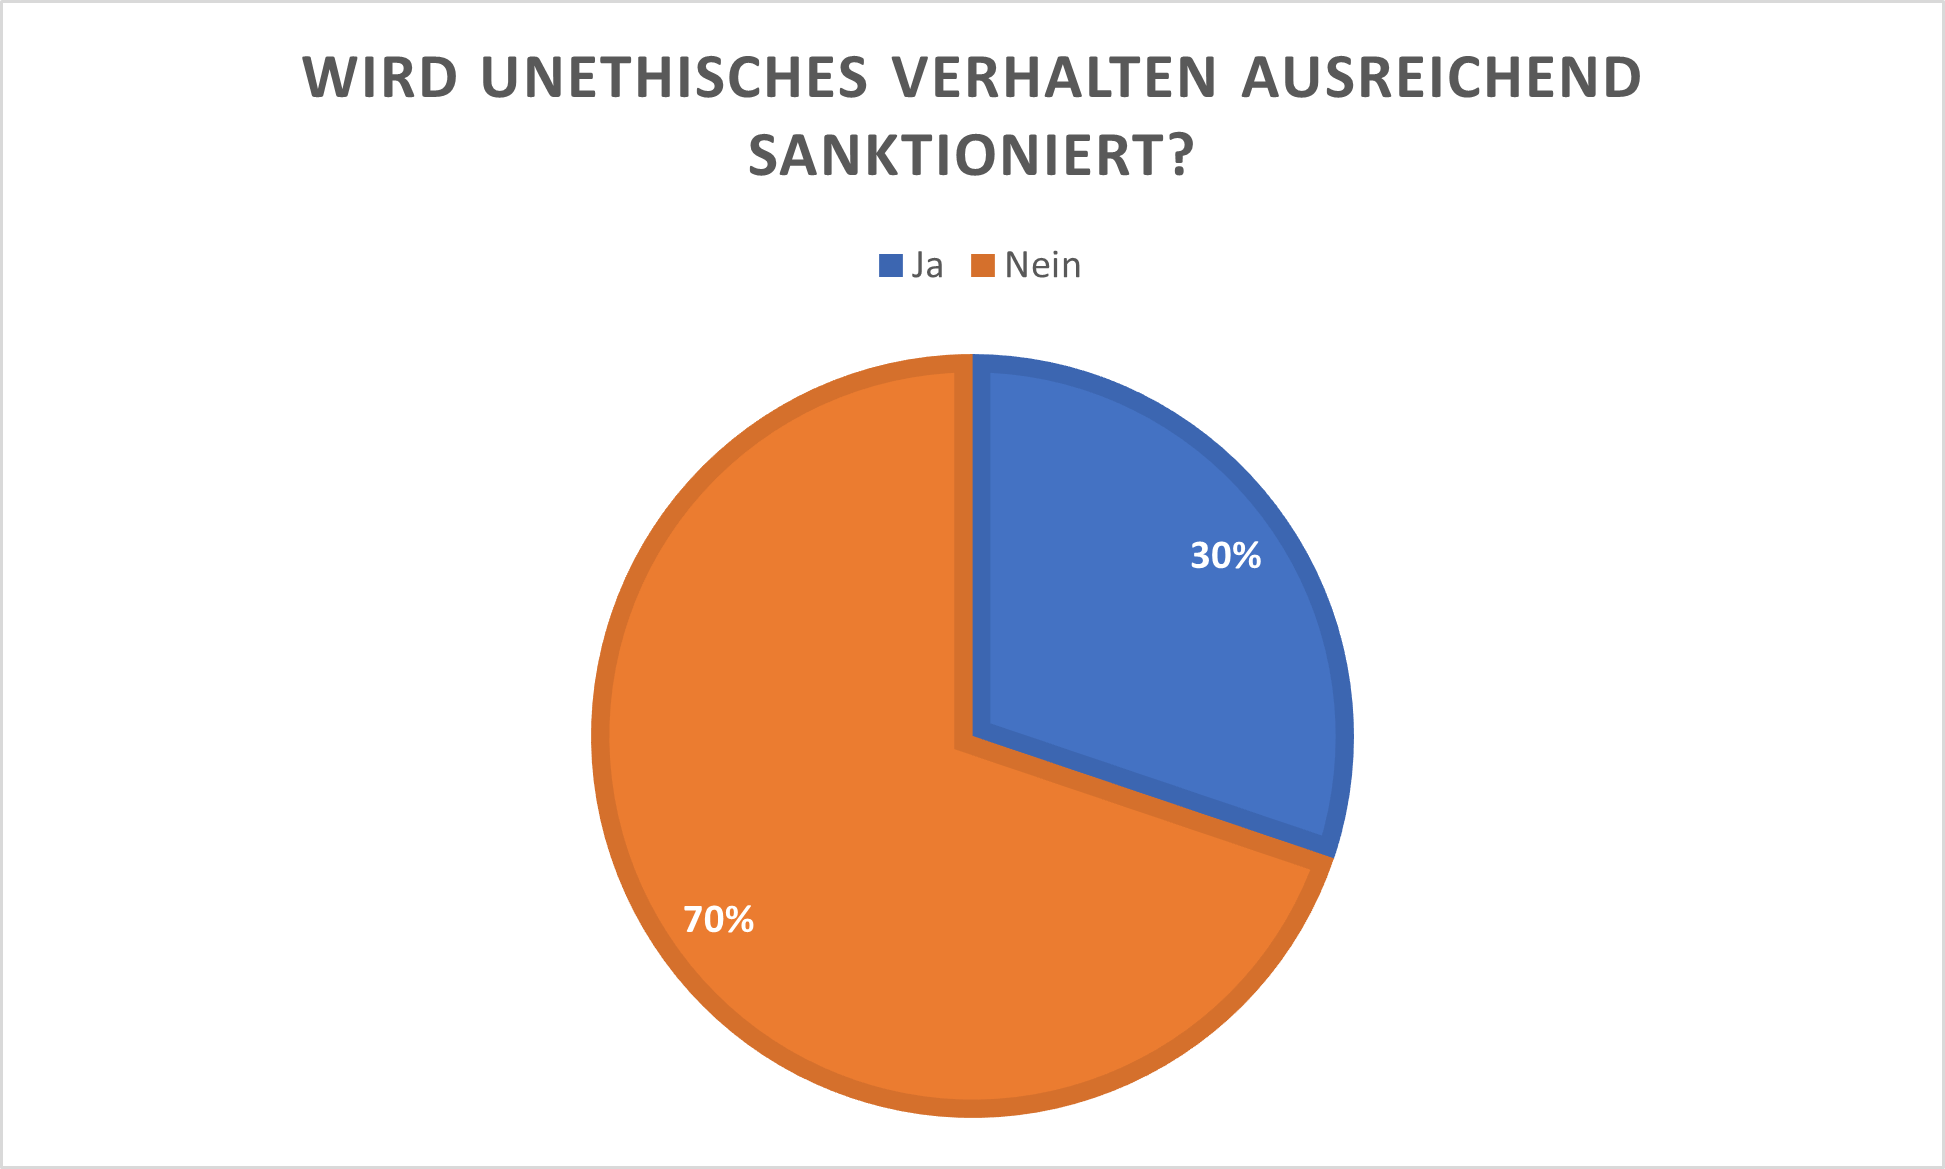 WIRD UNETHISCHES VERHALTEN AUSREICHEND
SANKTIONIERT?
Ja Nein
30%
70%